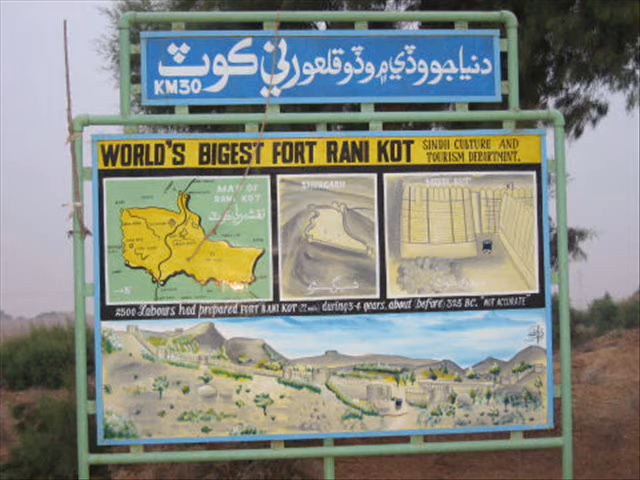 دنيا جو وڏي ۾ وڏو قلعو رني ڪوٽ
KM30
WORLD'S BIGEST FORT RANI KOT
SINDH CULTURE AND
TOURISM DEPARTMENT.
MAP OF
RANI KOT
SHIRGARH
2500 Labours had prepared FORT RANI KOT during 3-4 years, about before 325 BC. "NOT ACCURATE"